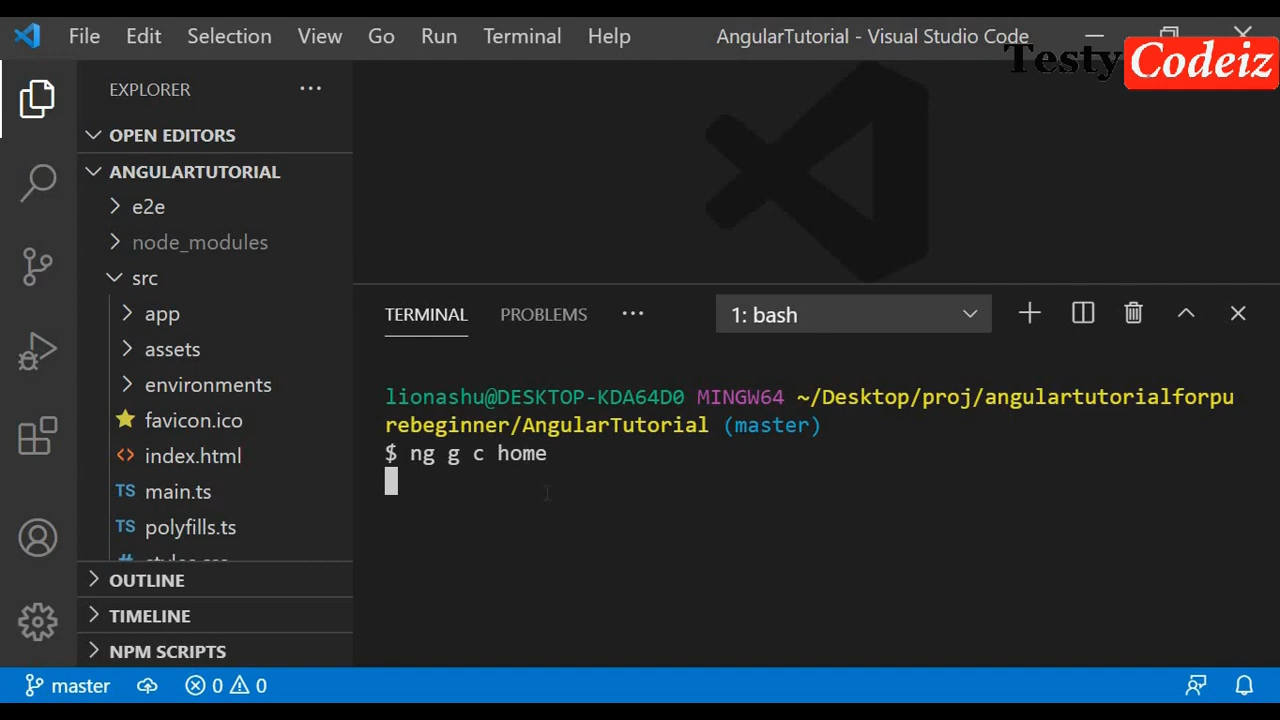 File Edit Selection View Go Run Terminal Help AngularTutorial - Visual Studio Code
Testy Codeiz
EXPLORER
OPEN EDITORS
ANGULARTUTORIAL
e2e
node_modules
src
app
assets
environments
favicon.ico
index.html
TS main.ts
TS polyfills.ts
# styles.css
OUTLINE
TIMELINE
NPM SCRIPTS
TERMINAL PROBLEMS ··· 1: bash
lionashu@DESKTOP-KDA64D0 MINGW64 ~/Desktop/proj/angulartutorialforpu
rebeginner/AngularTutorial (master)
$ ng g c home
master 0 0